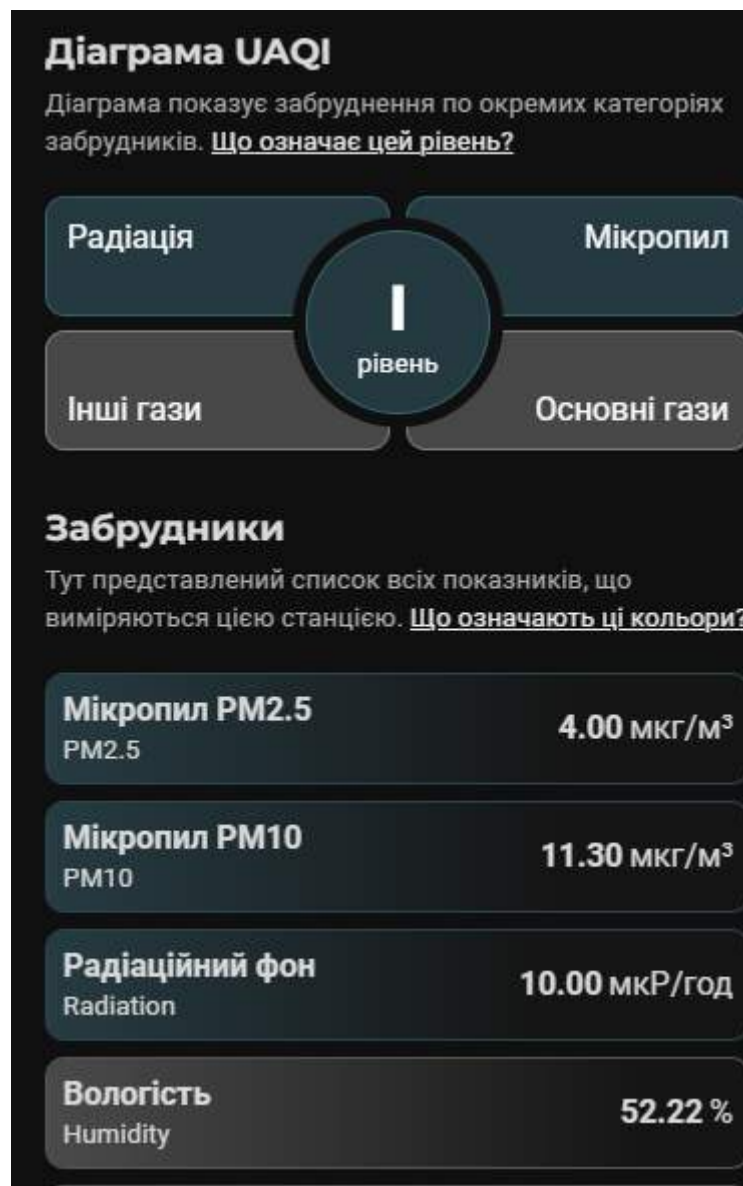 Діаграма UAQI
Діаграма показує забруднення по окремих категоріях
забрудників. Що означає цей рівень?
Радіація
Мікропил
I
рівень
Інші гази
Основні гази
Забрудники
Тут представлений список всіх показників, що
виміряються цією станцією. Що означають ці кольори?
Мікропил PM2.5
4.00 мкг/м³
PM2.5
Мікропил PM10
11.30 мкг/м³
PM10
Радіаційний фон
10.00 мкР/год
Radiation
Вологість
52.22 %
Humidity